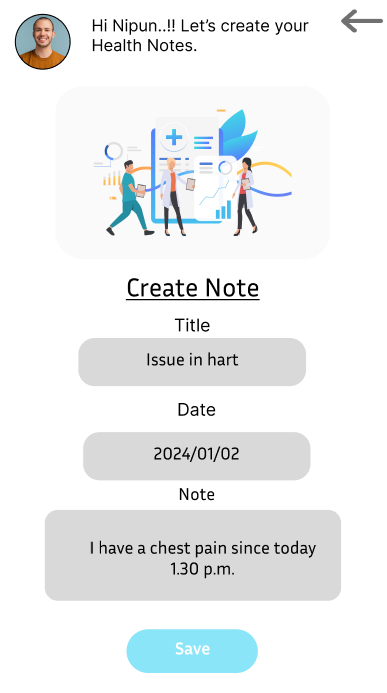 Hi Nipun..!! Let’s create your
Health Notes.
Create Note
Title
Issue in hart
Date
2024/01/02
Note
I have a chest pain since today
1.30 p.m.
Save